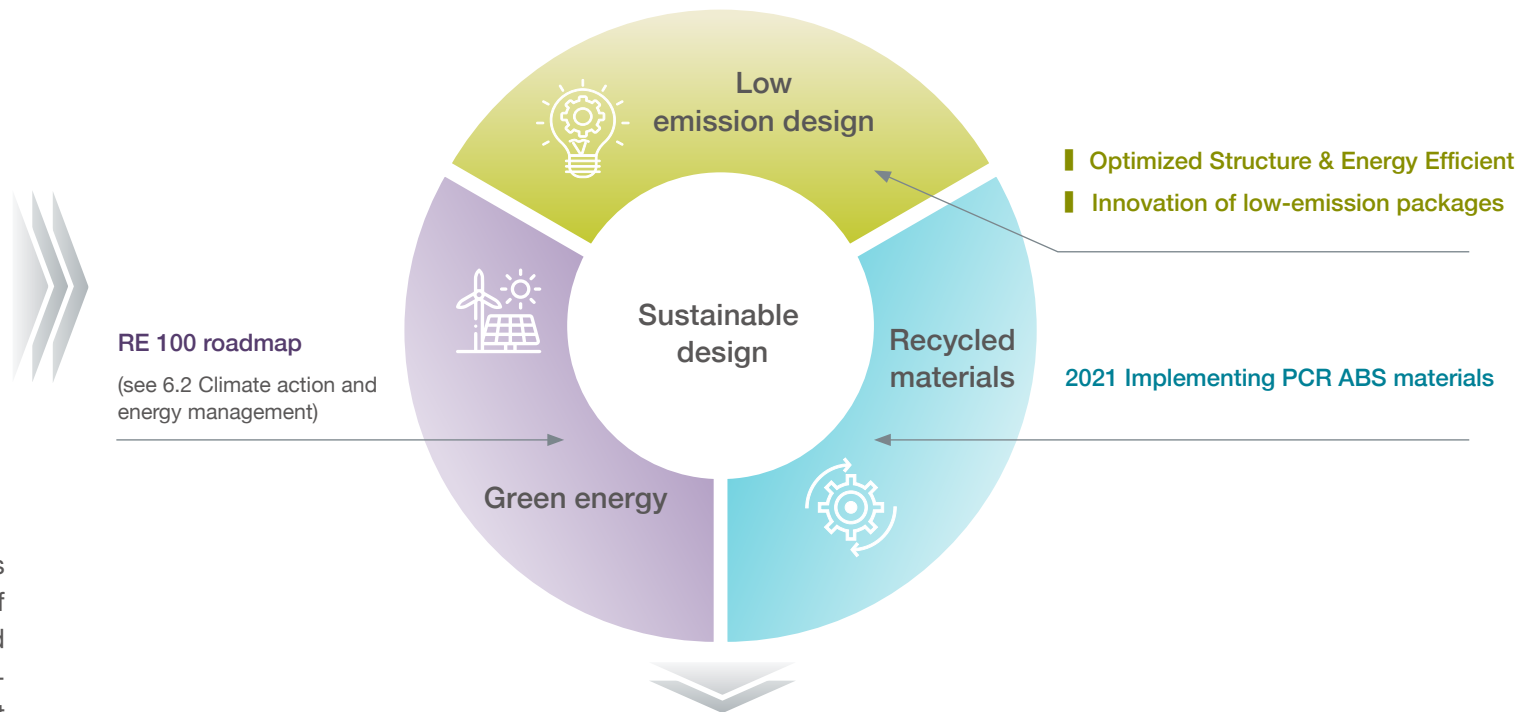 Low
emission design
Optimized Structure & Energy Efficient
Innovation of low-emission packages
Sustainable
design
RE 100 roadmap
(see 6.2 Climate action and
energy management)
Recycled
materials
2021 Implementing PCR ABS materials
Green energy